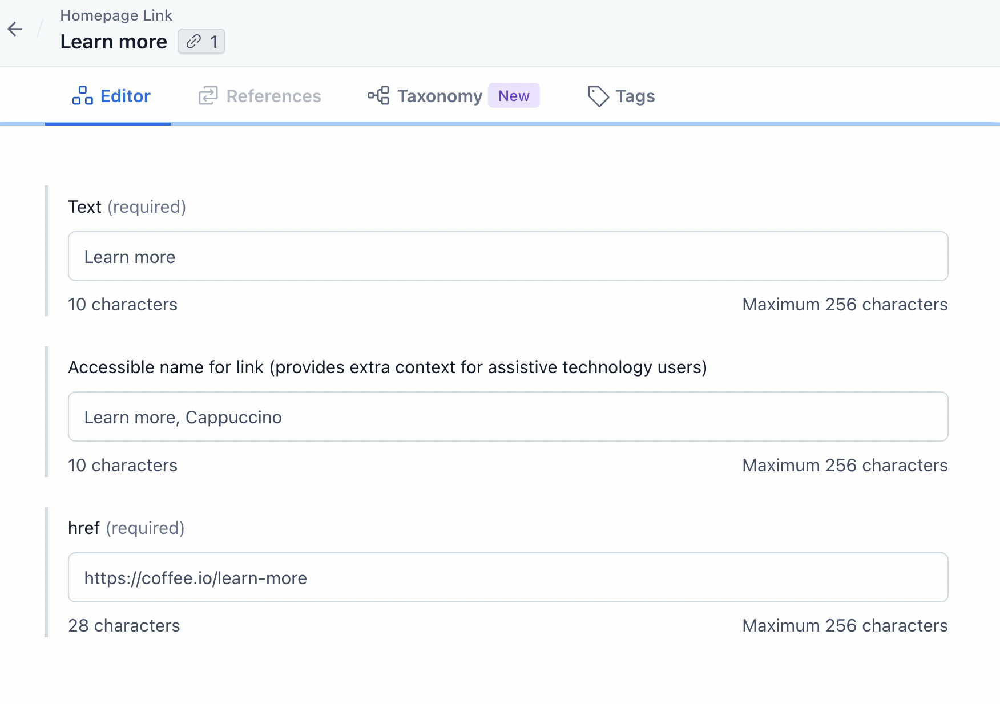 Homepage Link
Learn more 1
Editor References Taxonomy New Tags
Text (required)
Learn more
10 characters Maximum 256 characters
Accessible name for link (provides extra context for assistive technology users)
Learn more, Cappuccino
10 characters Maximum 256 characters
href (required)
https://coffee.io/learn-more
28 characters Maximum 256 characters